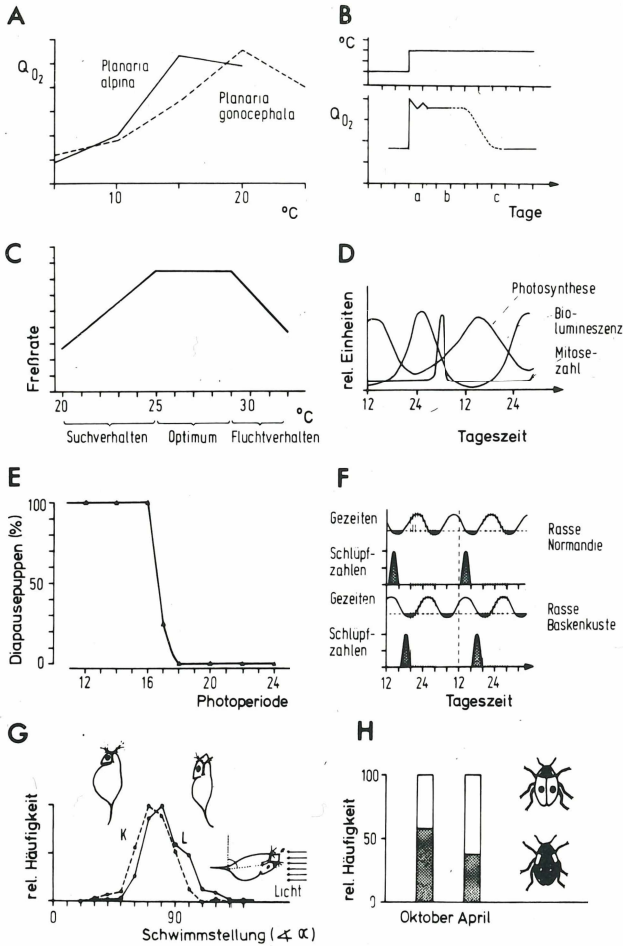 A
Q O2
Planaria
alpina
Planaria
gonocephala
10
20
°C
B
°C
Q O2
a
b
c
Tage
C
Freßrate
20
25
30
°C
Suchverhalten
Optimum
Fluchtverhalten
D
rel. Einheiten
Photosynthese
Bio-
lumineszenz
Mitose-
zahl
12
24
12
24
Tageszeit
E
Diapausepuppen (%)
100
50
0
12
16
20
24
Photoperiode
F
Gezeiten
Schlüpf-
zahlen
Rasse
Normandie
Gezeiten
Schlüpf-
zahlen
Rasse
Baskenkuste
12
24
12
24
Tageszeit
G
rel. Häufigkeit
K
L
Licht
0
90
Schwimmstellung (∡ α)
H
rel. Häufigkeit
100
50
0
Oktober April